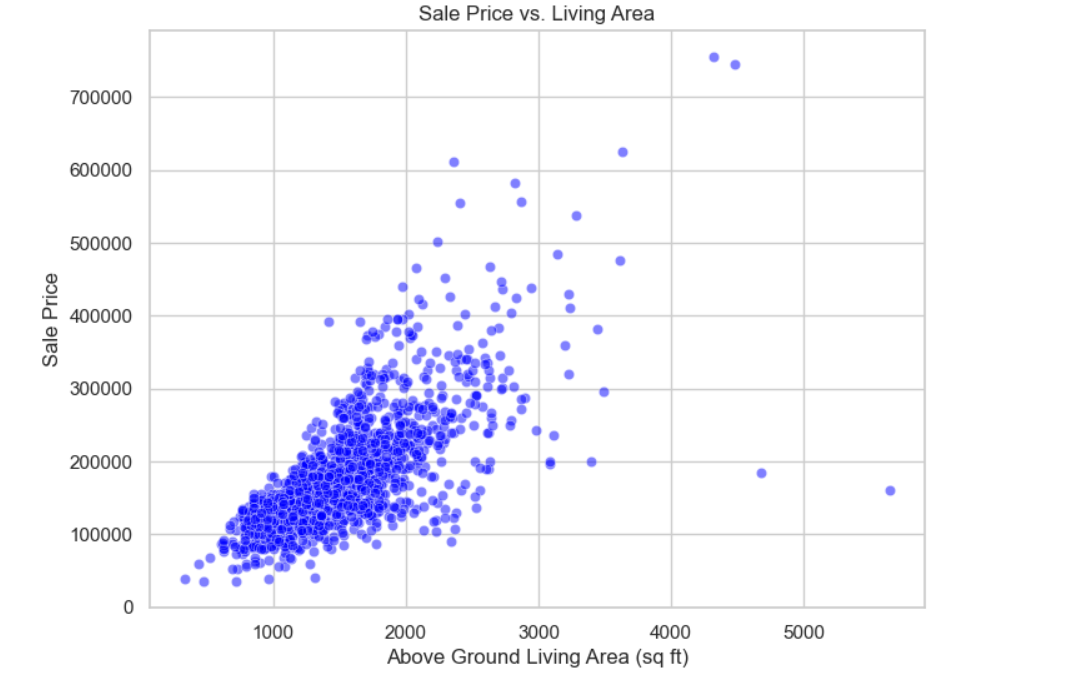 Sale Price vs. Living Area
700000
600000
500000
400000
300000
200000
100000
0
Sale Price
1000 2000 3000 4000 5000
Above Ground Living Area (sq ft)